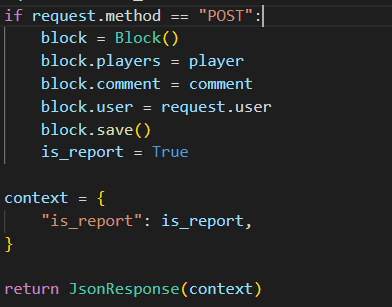 if request.method == "POST":
    block = Block()
    block.players = player
    block.comment = comment
    block.user = request.user
    block.save()
    is_report = True
context = {
    "is_report": is_report,
}
return JsonResponse(context)